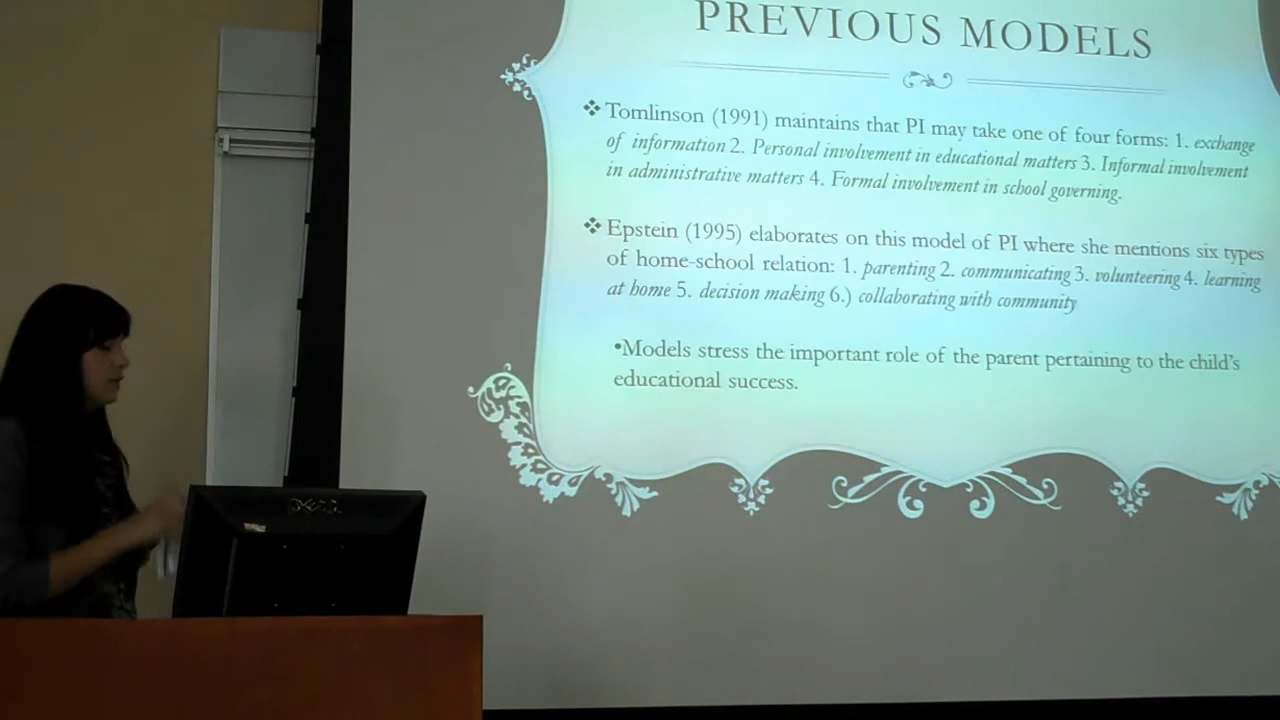 PREVIOUS MODELS
❖Tomlinson (1991) maintains that PI may take one of four forms: 1. exchange
of information 2. Personal involvement in educational matters 3. Informal involvement
in administrative matters 4. Formal involvement in school governing.
❖Epstein (1995) elaborates on this model of PI where she mentions six types
of home-school relation: 1. parenting 2. communicating 3. volunteering 4. learning
at home 5. decision making 6.) collaborating with community
•Models stress the important role of the parent pertaining to the child's
educational success.
DELL